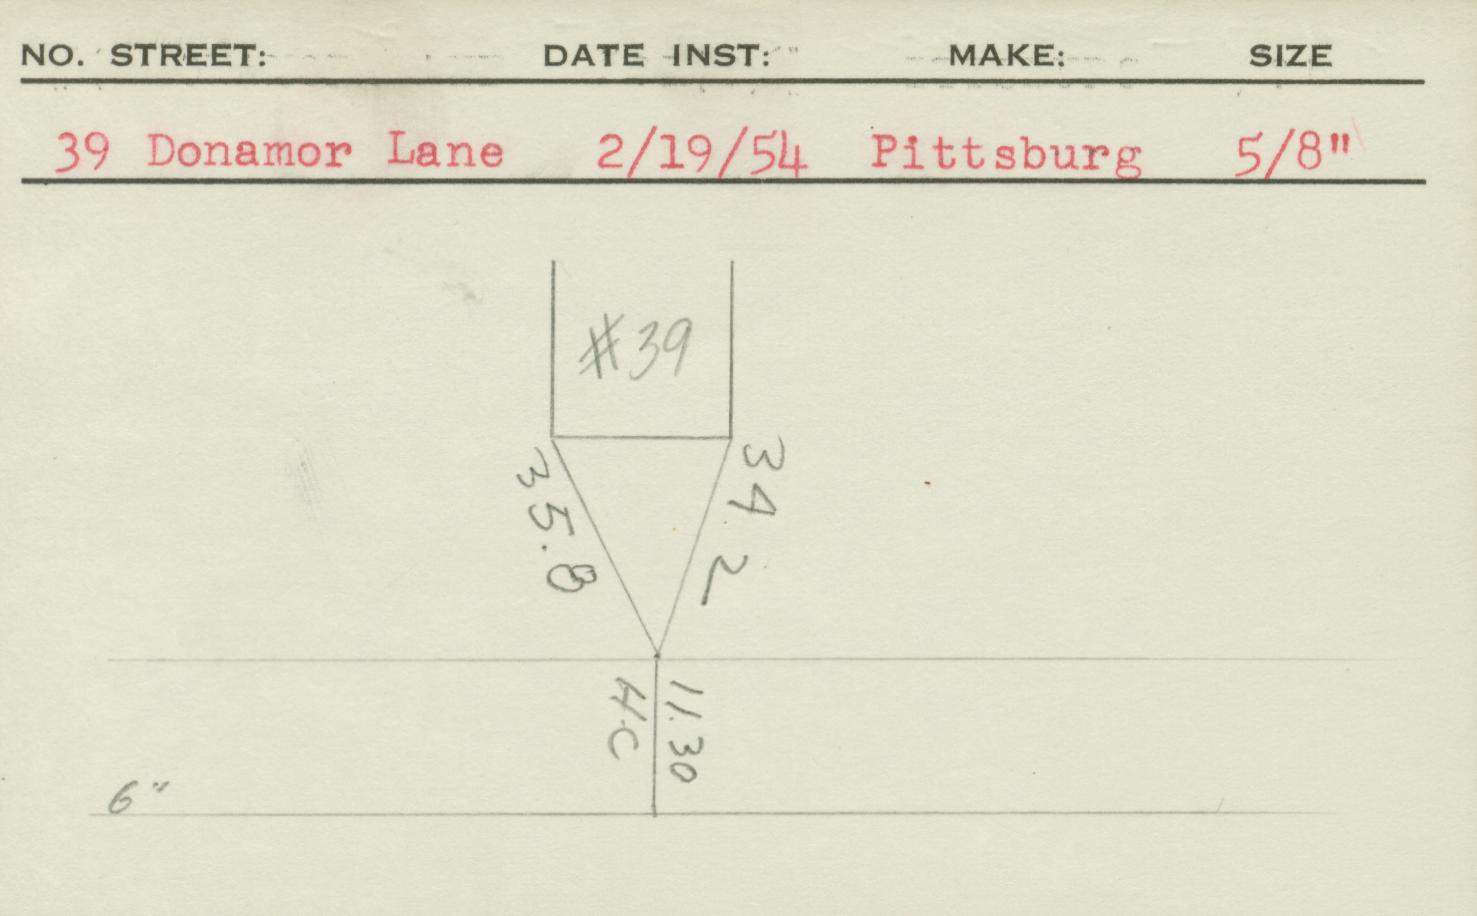 NO. STREET: DATE INST: MAKE: SIZE
39 Donamor Lane 2/19/54 Pittsburg 5/8"
#39
35.8
34 2
H.C
11.30
6"